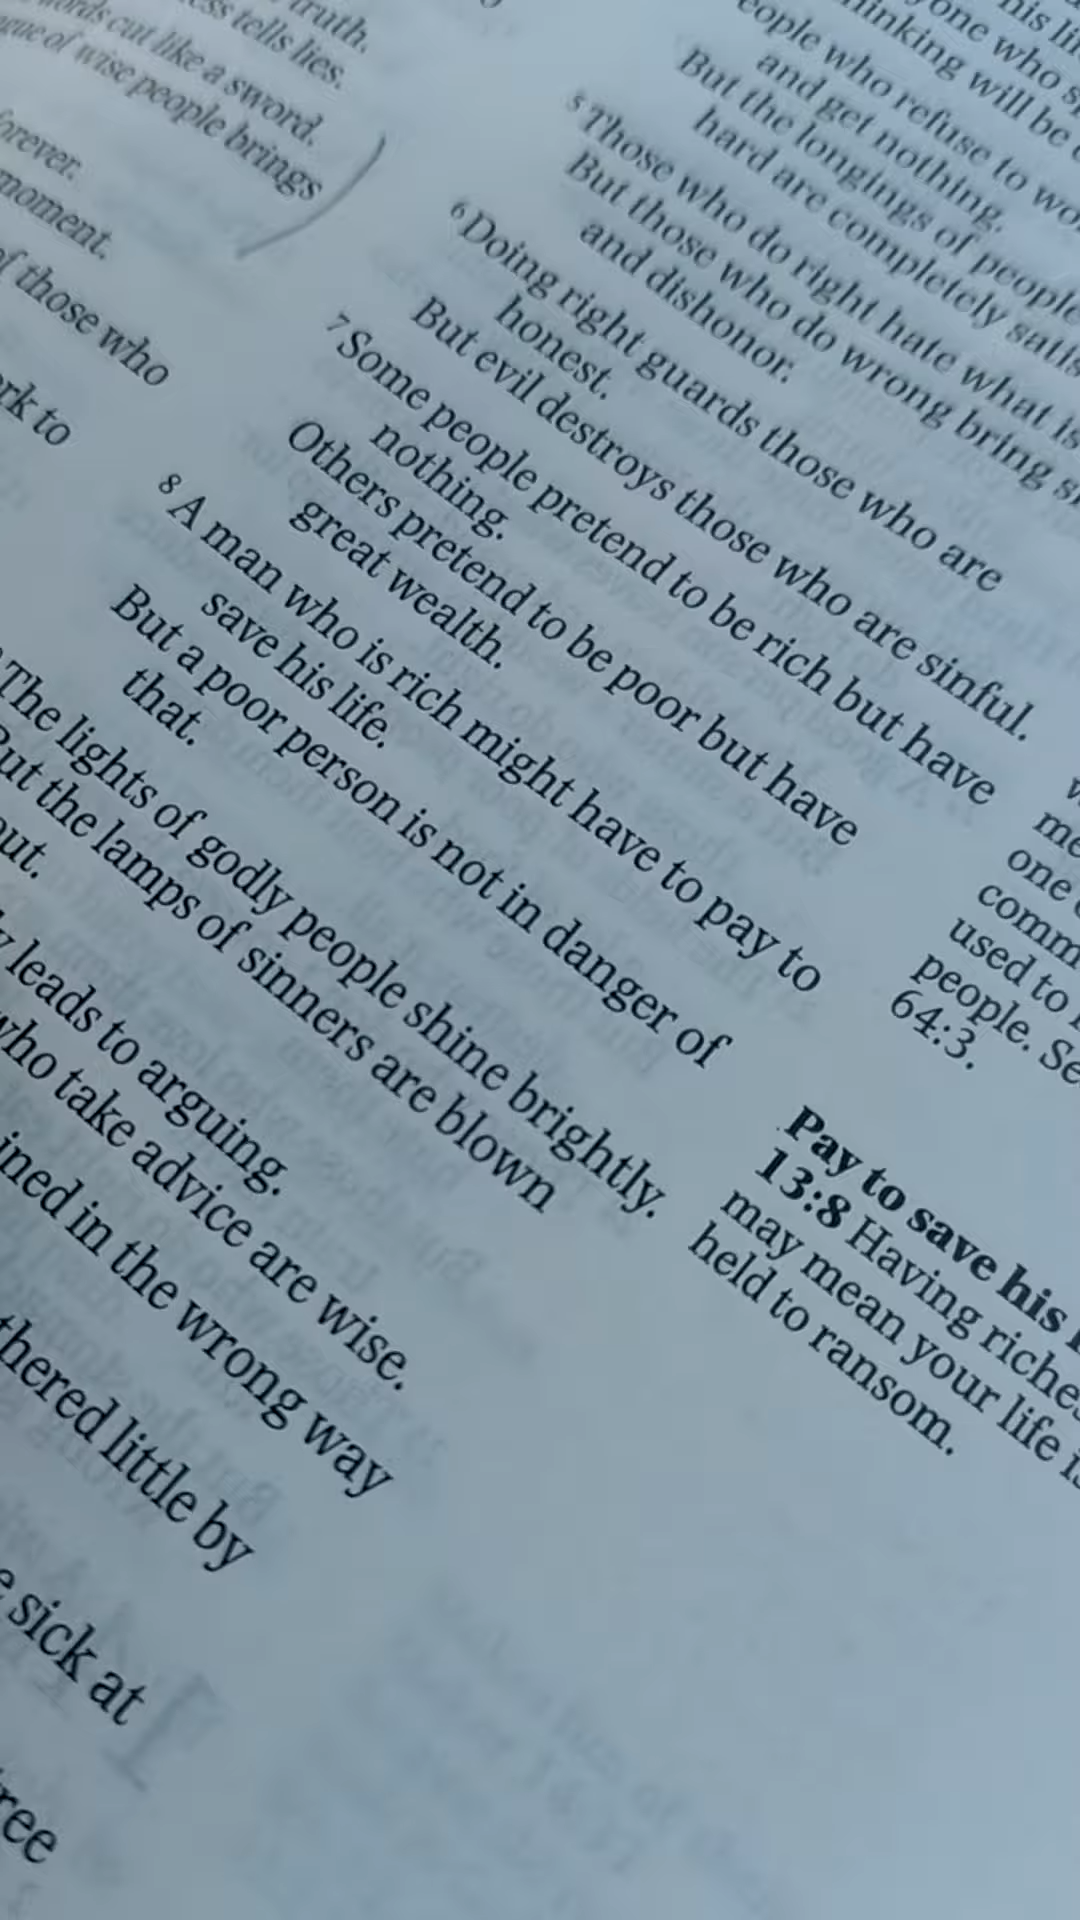 truth.
ess tells lies.
words cut like a sword.
gue of wise people brings
forever.
moment.
of those who
rk to
his li
yone who s
hinking will be
eople who refuse to wo
and get nothing.
But the longings of people
hard are completely satis
5 Those who do right hate what is
But those who do wrong bring s
and dishonor.
6 Doing right guards those who are
honest.
But evil destroys those who are sinful.
7 Some people pretend to be rich but have
nothing.
Others pretend to be poor but have
great wealth.
8 A man who is rich might have to pay to
save his life.
But a poor person is not in danger of
that.
The lights of godly people shine brightly.
But the lamps of sinners are blown
out.
y leads to arguing.
who take advice are wise.
ined in the wrong way
thered little by
e sick at
ree
me
one
comm
used to
people. Se
64:3.
Pay to save his l
13:8 Having riches
may mean your life is
held to ransom.